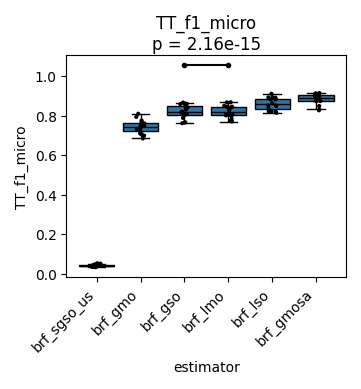 TT_f1_micro
p = 2.16e-15
TT_f1_micro
1.0
0.8
0.6
0.4
0.2
0.0
brf_sgso_us
brf_gmo
brf_gso
brf_lmo
brf_lso
brf_gmosa
estimator